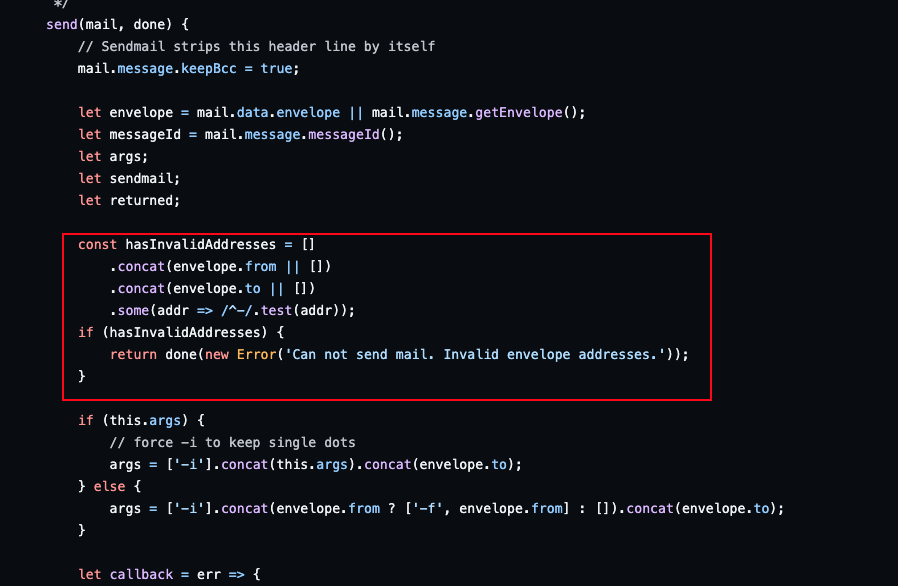 */
send(mail, done) {
// Sendmail strips this header line by itself
mail.message.keepBcc = true;
let envelope = mail.data.envelope || mail.message.getEnvelope();
let messageId = mail.message.messageId();
let args;
let sendmail;
let returned;
const hasInvalidAddresses = []
.concat(envelope.from || [])
.concat(envelope.to || [])
.some(addr => /^-/.test(addr));
if (hasInvalidAddresses) {
return done(new Error('Can not send mail. Invalid envelope addresses.'));
}
if (this.args) {
// force -i to keep single dots
args = ['-i'].concat(this.args).concat(envelope.to);
} else {
args = ['-i'].concat(envelope.from ? ['-f', envelope.from] : []).concat(envelope.to);
}
let callback = err => {